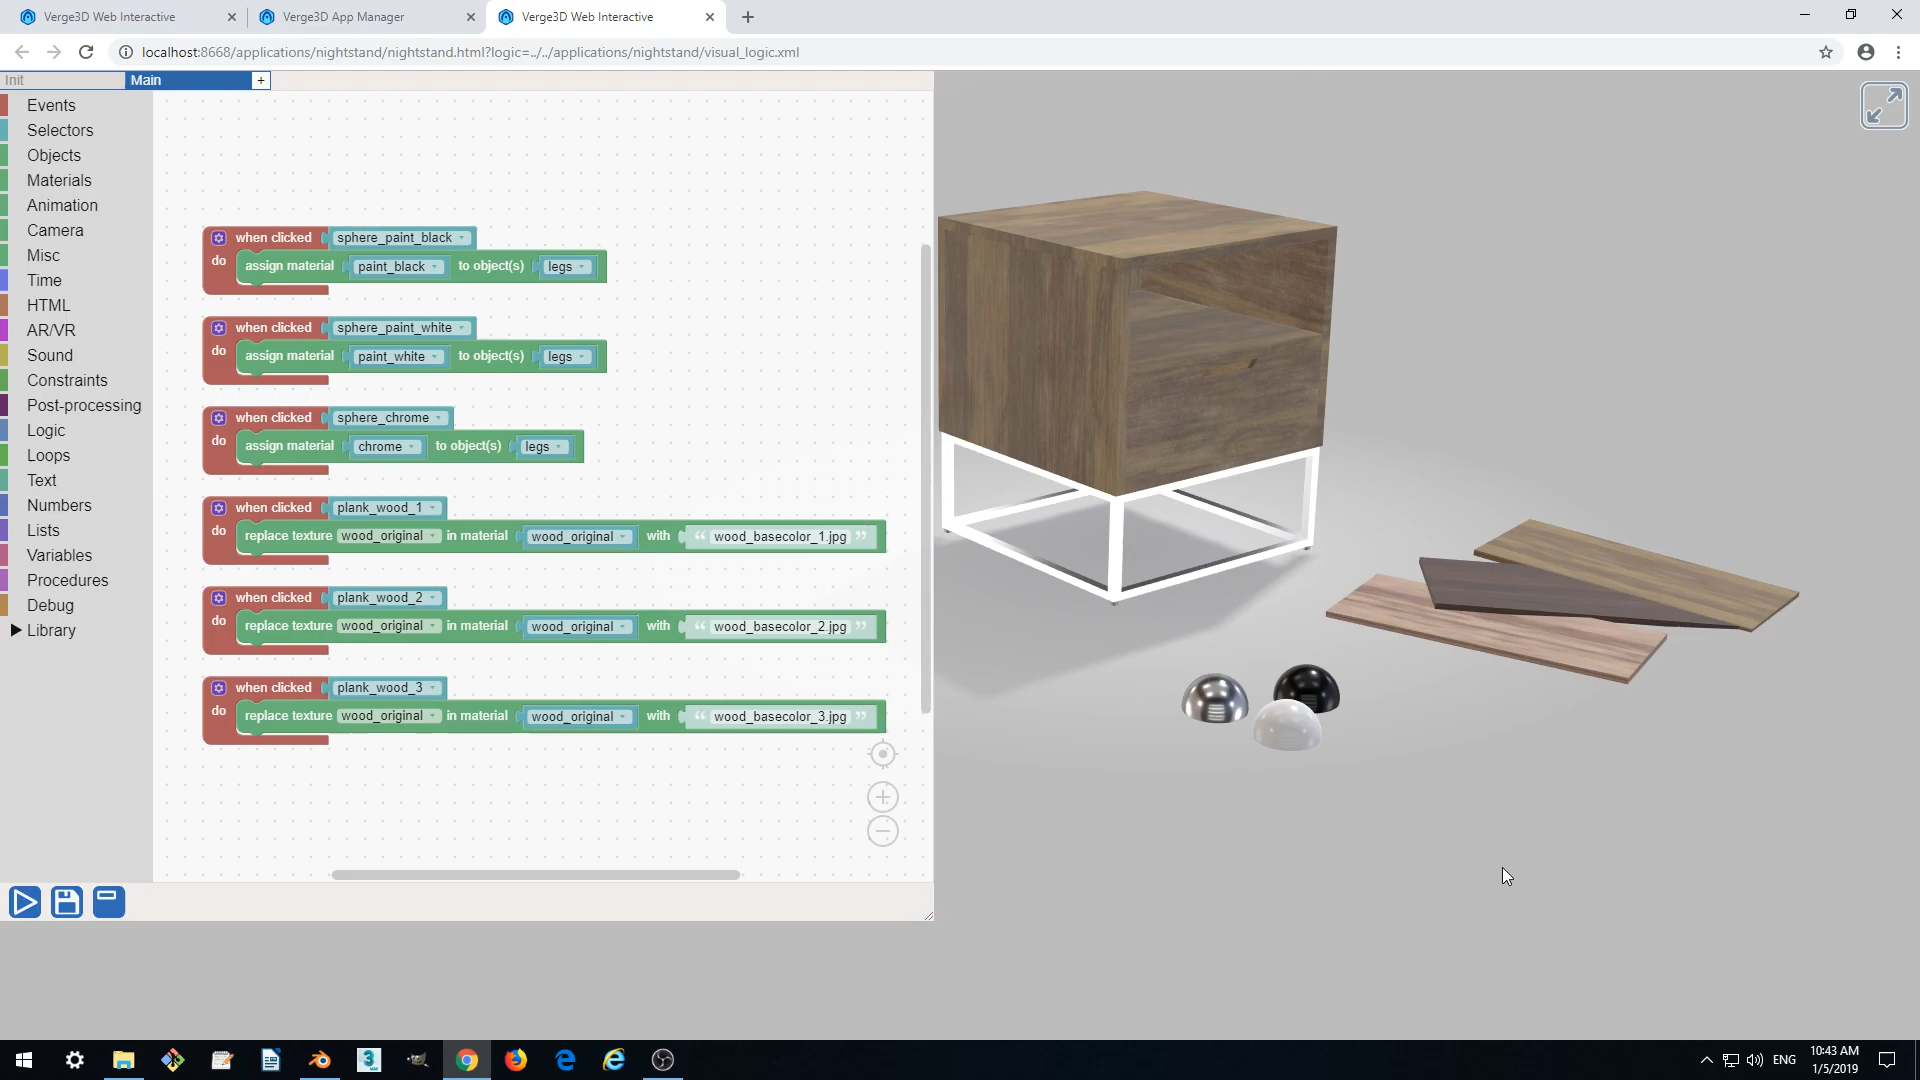 Verge3D Web Interactive
Verge3D App Manager
Verge3D Web Interactive
localhost:8668/applications/nightstand/nightstand.html?logic=../../applications/nightstand/visual_logic.xml
Init
Main
+
Events
Selectors
Objects
Materials
Animation
Camera
Misc
Time
HTML
AR/VR
Sound
Constraints
Post-processing
Logic
Loops
Text
Numbers
Lists
Variables
Procedures
Debug
Library
when clicked sphere_paint_black
do assign material paint_black to object(s) legs
when clicked sphere_paint_white
do assign material paint_white to object(s) legs
when clicked sphere_chrome
do assign material chrome to object(s) legs
when clicked plank_wood_1
do replace texture wood_original in material wood_original with “ wood_basecolor_1.jpg ”
when clicked plank_wood_2
do replace texture wood_original in material wood_original with “ wood_basecolor_2.jpg ”
when clicked plank_wood_3
do replace texture wood_original in material wood_original with “ wood_basecolor_3.jpg ”
3
ENG
10:43 AM
1/5/2019